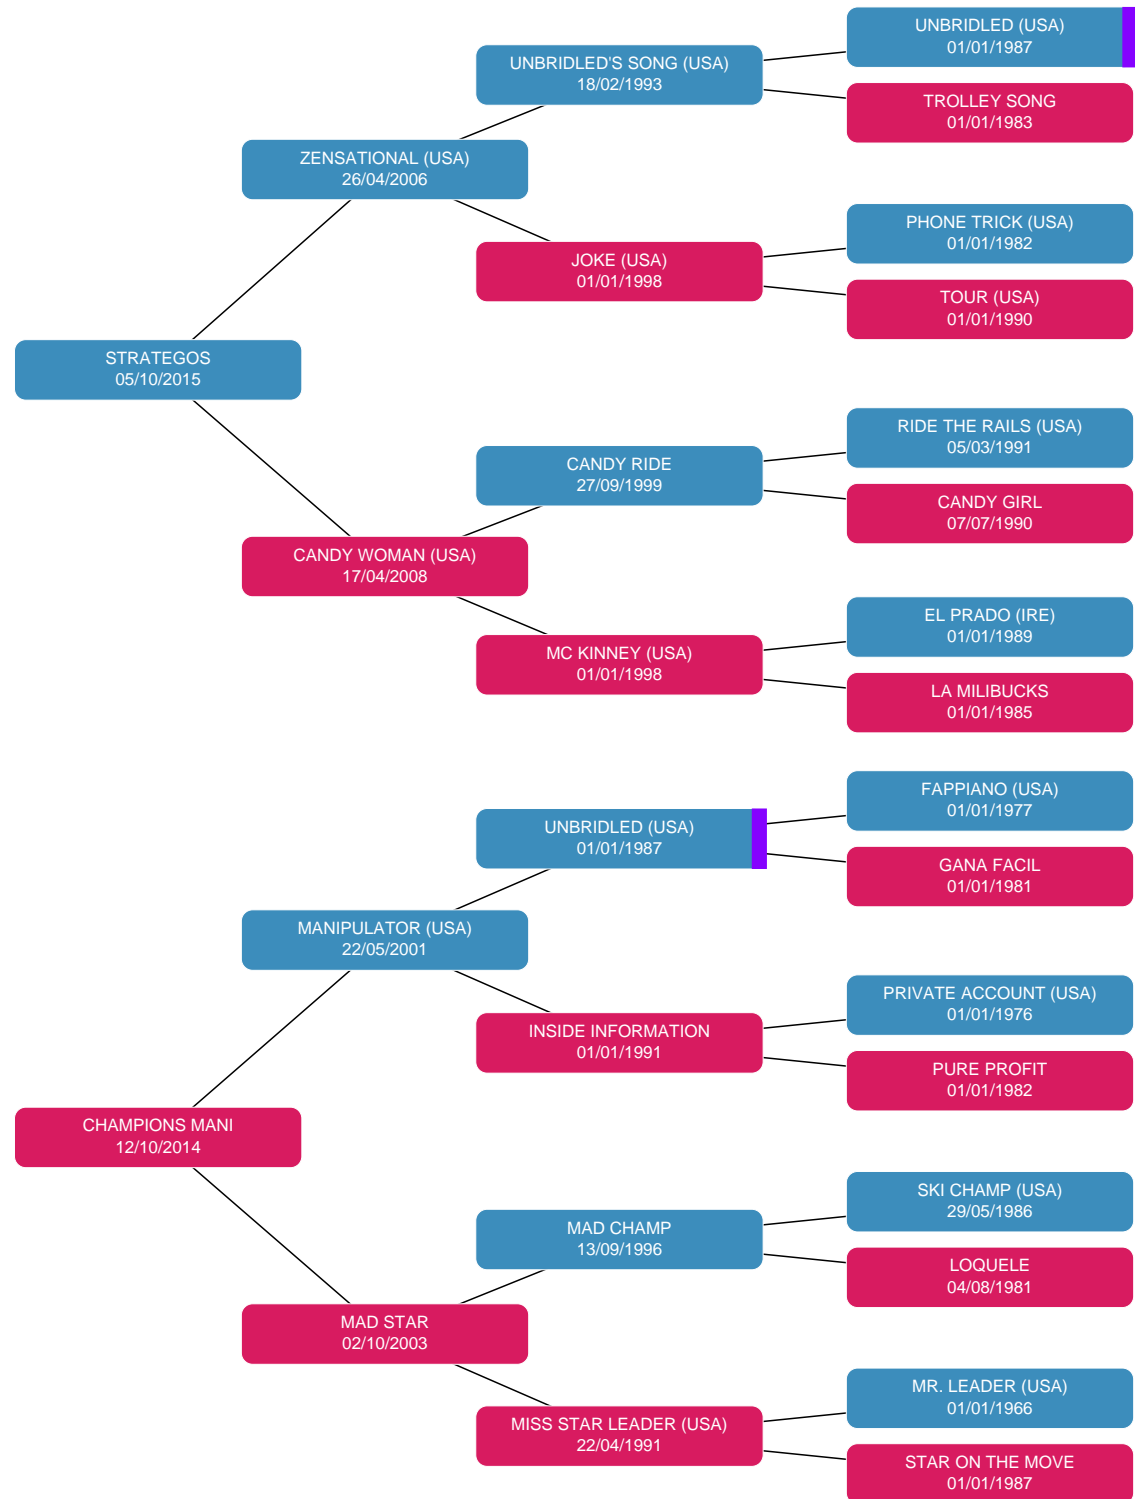 UNBRIDLED (USA)
01/01/1987
UNBRIDLED'S SONG (USA)
18/02/1993
TROLLEY SONG
01/01/1983
ZENSATIONAL (USA)
26/04/2006
PHONE TRICK (USA)
01/01/1982
JOKE (USA)
01/01/1998
TOUR (USA)
01/01/1990
STRATEGOS
05/10/2015
RIDE THE RAILS (USA)
05/03/1991
CANDY RIDE
27/09/1999
CANDY GIRL
07/07/1990
CANDY WOMAN (USA)
17/04/2008
EL PRADO (IRE)
01/01/1989
MC KINNEY (USA)
01/01/1998
LA MILIBUCKS
01/01/1985
FAPPIANO (USA)
01/01/1977
UNBRIDLED (USA)
01/01/1987
GANA FACIL
01/01/1981
MANIPULATOR (USA)
22/05/2001
PRIVATE ACCOUNT (USA)
01/01/1976
INSIDE INFORMATION
01/01/1991
PURE PROFIT
01/01/1982
CHAMPIONS MANI
12/10/2014
SKI CHAMP (USA)
29/05/1986
MAD CHAMP
13/09/1996
LOQUELE
04/08/1981
MAD STAR
02/10/2003
MR. LEADER (USA)
01/01/1966
MISS STAR LEADER (USA)
22/04/1991
STAR ON THE MOVE
01/01/1987